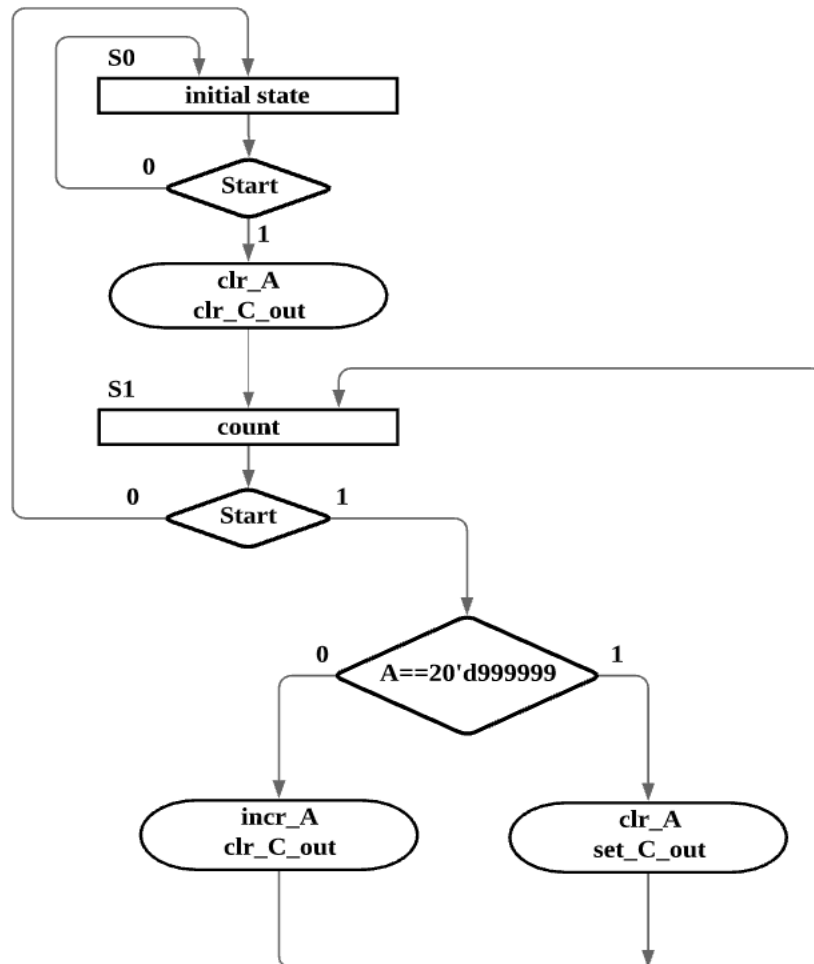 S0
initial state
0
Start
1
clr_A
clr_C_out
S1
count
0
Start
1
0
A==20'd999999
1
incr_A
clr_C_out
clr_A
set_C_out